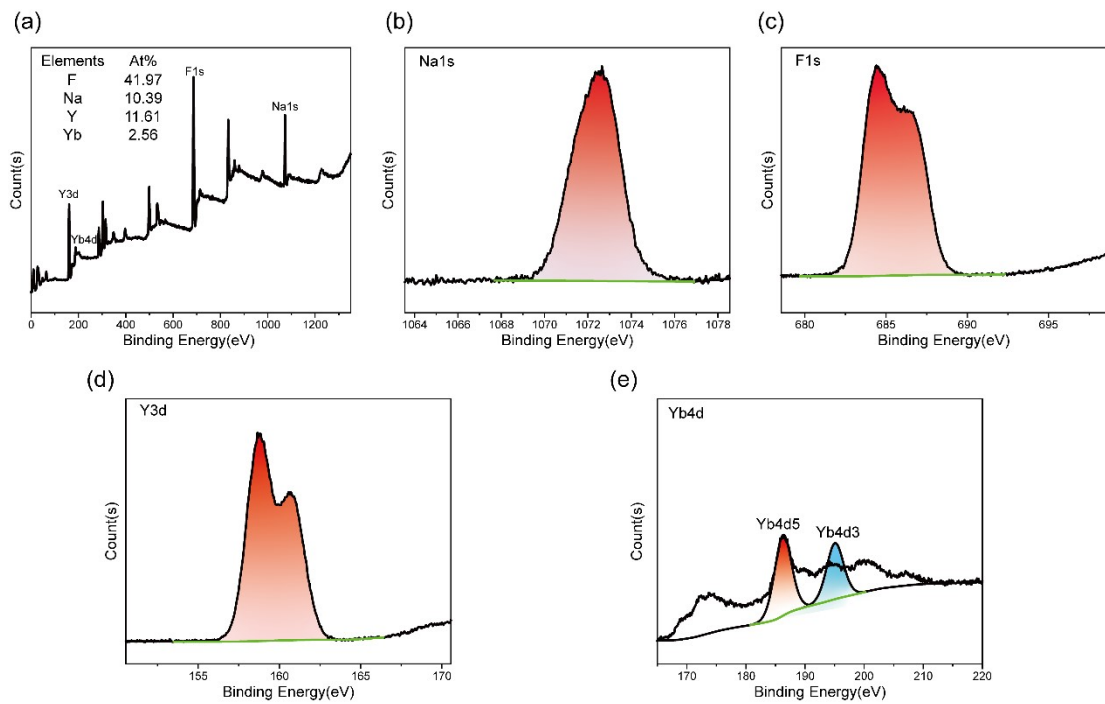 (a)
Elements At%
F 41.97
Na 10.39
Y 11.61
Yb 2.56
F1s
Na1s
Y3d
Yb4d
Count(s)
0 200 400 600 800 1000 1200
Binding Energy(eV)
(b)
Na1s
Count(s)
1064 1066 1068 1070 1072 1074 1076 1078
Binding Energy(eV)
(c)
F1s
Count(s)
680 685 690 695
Binding Energy(eV)
(d)
Y3d
Count(s)
155 160 165 170
Binding Energy(eV)
(e)
Yb4d
Yb4d5 Yb4d3
Count(s)
170 180 190 200 210 220
Binding Energy(eV)